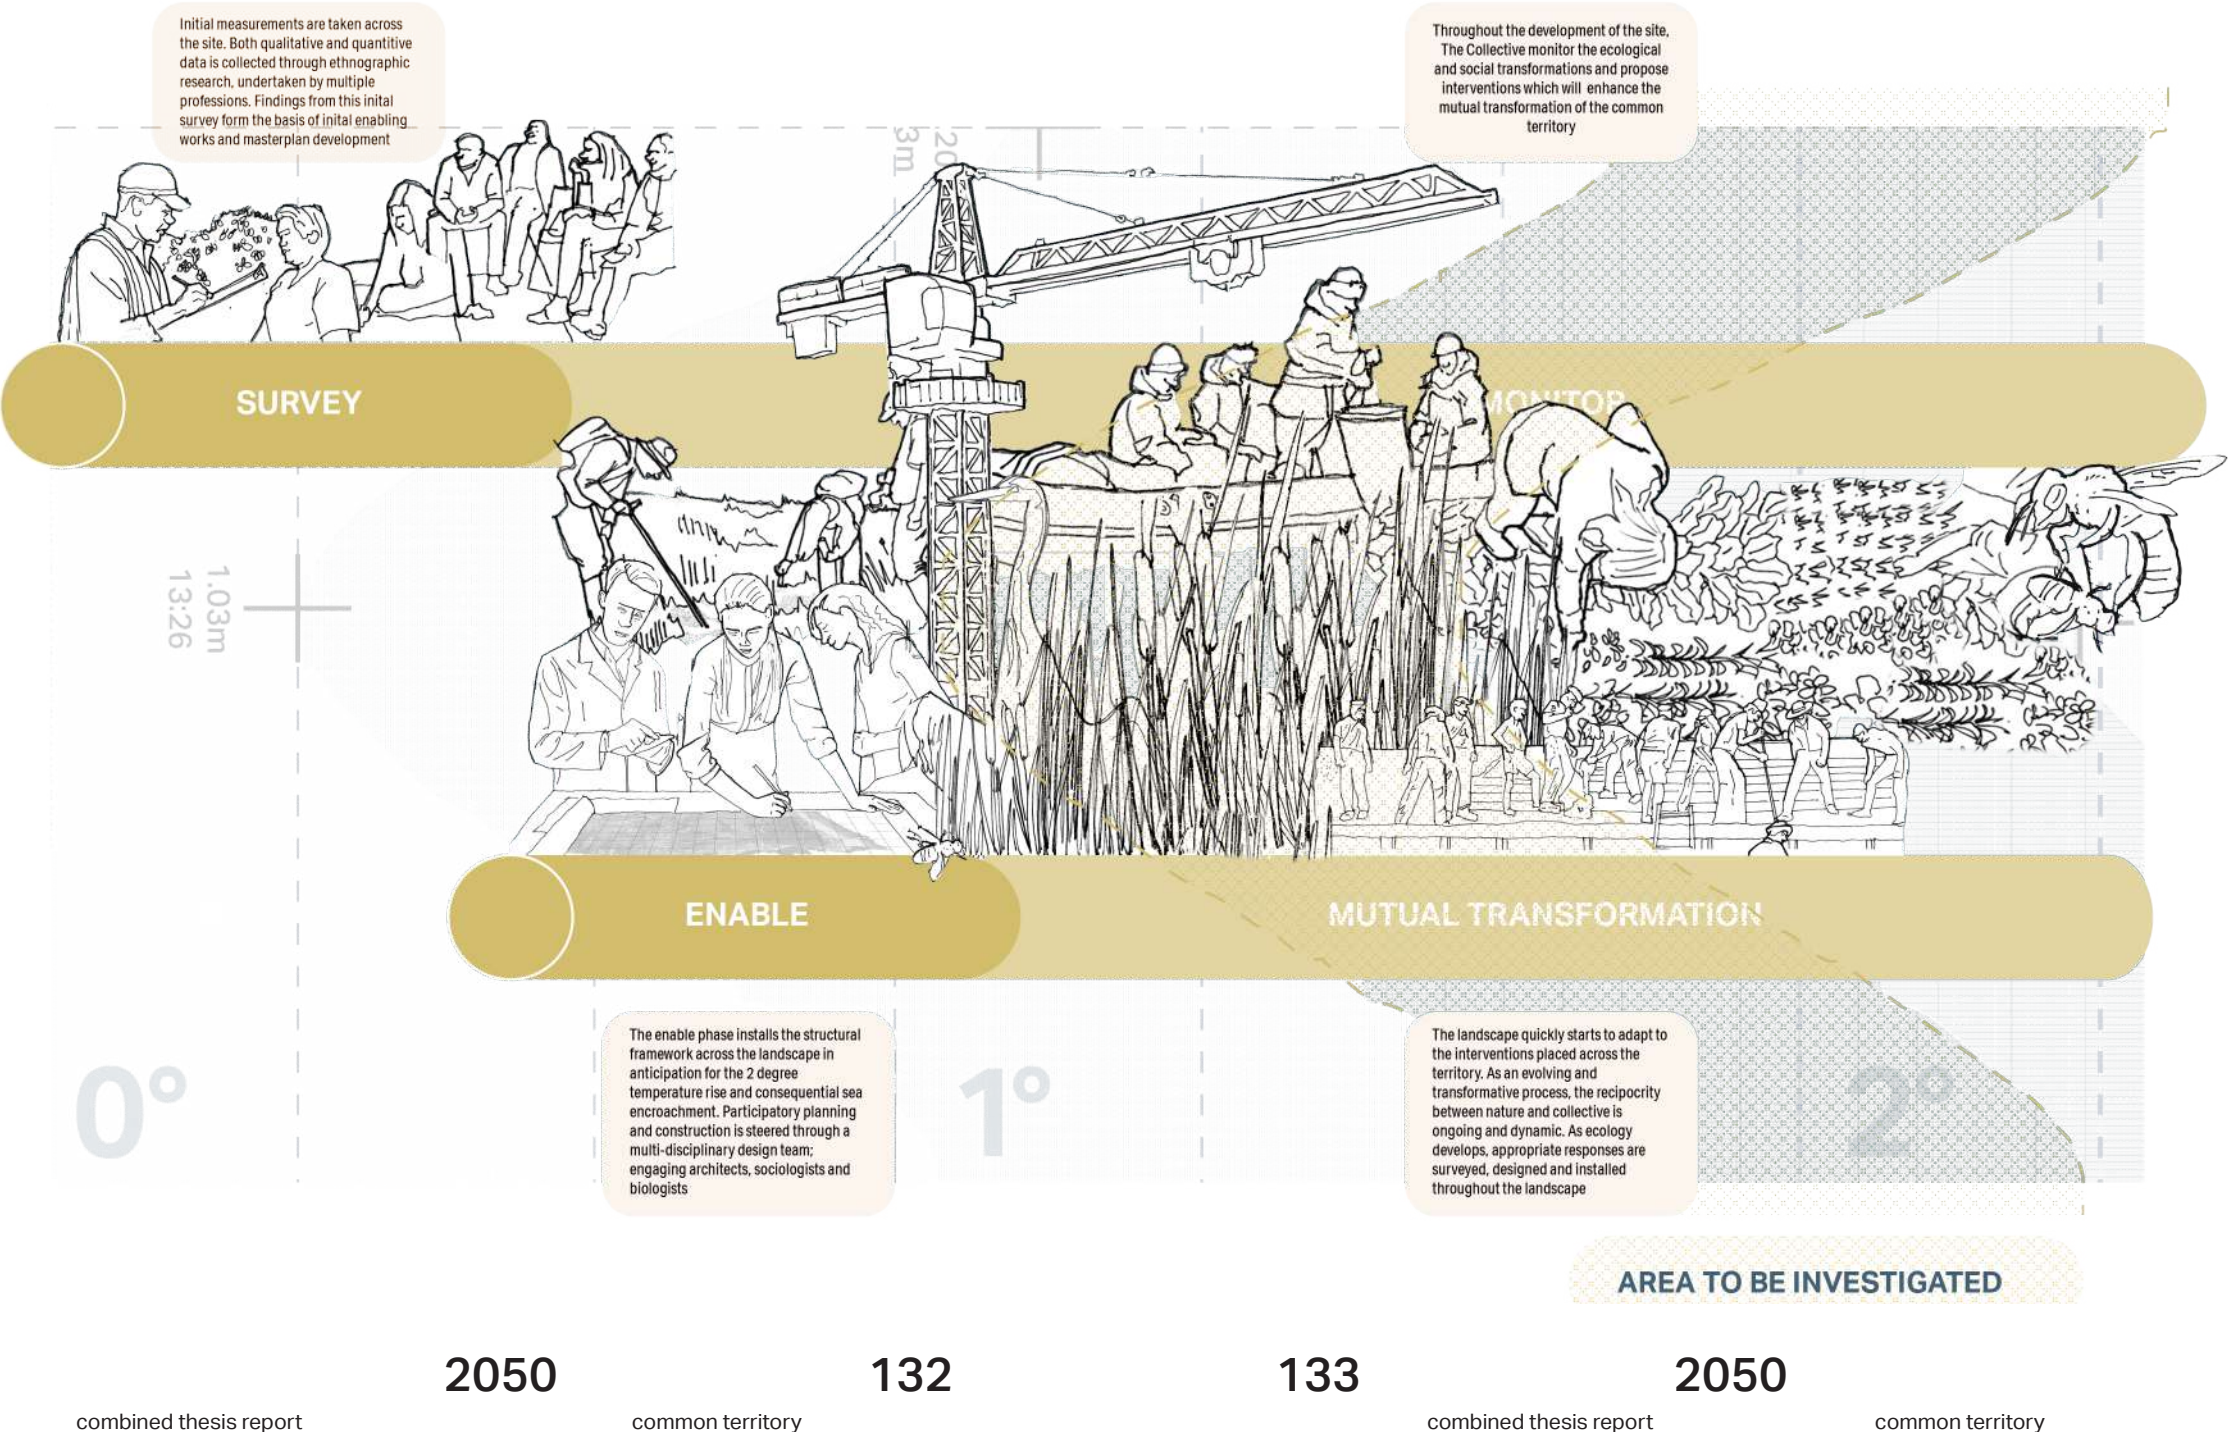 Initial measurements are taken across
the site. Both qualitative and quantitive
data is collected through ethnographic
research, undertaken by multiple
professions. Findings from this inital
survey form the basis of inital enabling
works and masterplan development
Throughout the development of the site,
The Collective monitor the ecological
and social transformations and propose
interventions which will enhance the
mutual transformation of the common
territory
3m
20
SURVEY
MONITOR
1.03m
13:26
ENABLE
MUTUAL TRANSFORMATION
0°
1°
2°
The enable phase installs the structural
framework across the landscape in
anticipation for the 2 degree
temperature rise and consequential sea
encroachment. Participatory planning
and construction is steered through a
multi-disciplinary design team;
engaging architects, sociologists and
biologists
The landscape quickly starts to adapt to
the interventions placed across the
territory. As an evolving and
transformative process, the reciprocity
between nature and collective is
ongoing and dynamic. As ecology
develops, appropriate responses are
surveyed, designed and installed
throughout the landscape
AREA TO BE INVESTIGATED
2050
132
133
2050
combined thesis report
common territory
combined thesis report
common territory